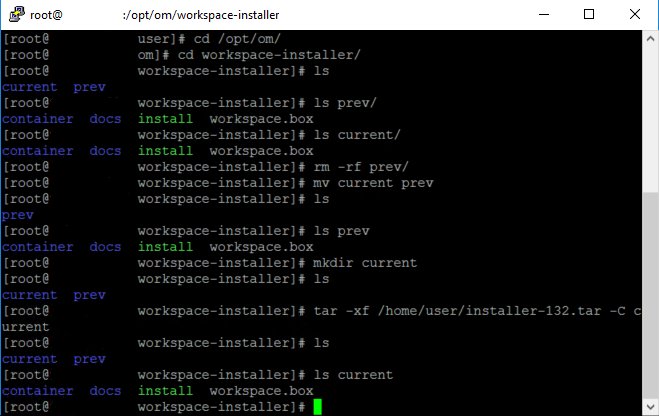 root@ :/opt/om/workspace-installer
[root@ user]# cd /opt/om/
[root@ om]# cd workspace-installer/
[root@ workspace-installer]# ls
current prev
[root@ workspace-installer]# ls prev/
container docs install workspace.box
[root@ workspace-installer]# ls current/
container docs install workspace.box
[root@ workspace-installer]# rm -rf prev/
[root@ workspace-installer]# mv current prev
[root@ workspace-installer]# ls
prev
[root@ workspace-installer]# ls prev
container docs install workspace.box
[root@ workspace-installer]# mkdir current
[root@ workspace-installer]# ls
current prev
[root@ workspace-installer]# tar -xf /home/user/installer-132.tar -C c
urrent
[root@ workspace-installer]# ls
current prev
[root@ workspace-installer]# ls current
container docs install workspace.box
[root@ workspace-installer]#